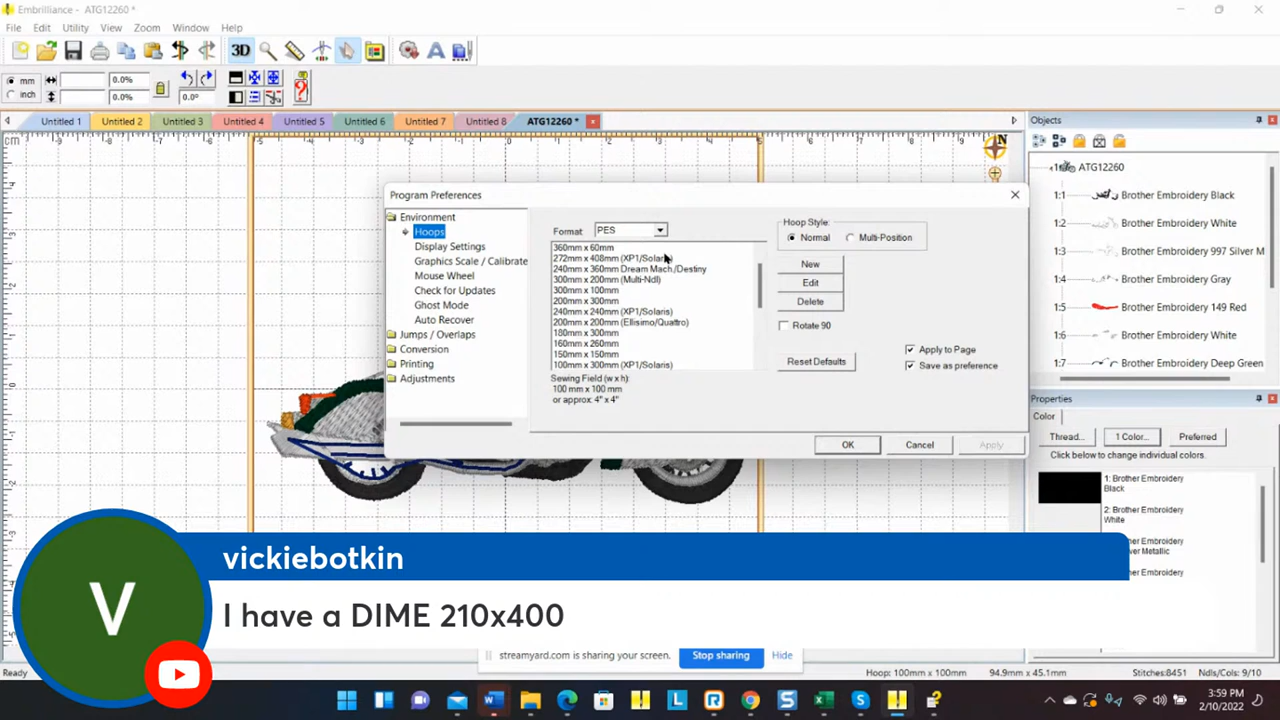 Embrilliance - ATG12260 *
File Edit Utility View Zoom Window Help
3D
mm
inch
0.0%
0.0%
0.0°
Untitled 1 Untitled 2 Untitled 3 Untitled 4 Untitled 5 Untitled 6 Untitled 7 Untitled 8 ATG12260 *
cm
N
Program Preferences
Environment
Hoops
Display Settings
Graphics Scale / Calibrate
Mouse Wheel
Check for Updates
Ghost Mode
Auto Recover
Jumps / Overlaps
Conversion
Printing
Adjustments
Format PES
360mm x 60mm
272mm x 408mm (XP1/Solaris)
240mm x 360mm Dream Mach./Destiny
300mm x 200mm (Multi-Ndl)
300mm x 100mm
200mm x 300mm
240mm x 240mm (XP1/Solaris)
200mm x 200mm (Ellisimo/Quattro)
180mm x 300mm
160mm x 260mm
150mm x 150mm
100mm x 300mm (XP1/Solaris)
Sewing Field (w x h):
100 mm x 100 mm
or approx: 4" x 4"
Hoop Style:
Normal Multi-Position
New
Edit
Delete
Rotate 90
Reset Defaults
Apply to Page
Save as preference
OK Cancel Apply
Objects
ATG12260
1:1 Brother Embroidery Black
1:2 Brother Embroidery White
1:3 Brother Embroidery 997 Silver M
1:4 Brother Embroidery Gray
1:5 Brother Embroidery 149 Red
1:6 Brother Embroidery White
1:7 Brother Embroidery Deep Green
Properties
Color
Thread... 1 Color... Preferred
Click below to change individual colors.
1: Brother Embroidery
Black
2: Brother Embroidery
White
Brother Embroidery
Metallic
Embroidery
V
vickiebotkin
I have a DIME 210x400
streamyard.com is sharing your screen. Stop sharing Hide
Hoop: 100mm x 100mm 94.9mm x 45.1mm Stitches:8451 Ndls/Cols: 9/10
3:59 PM
2/10/2022